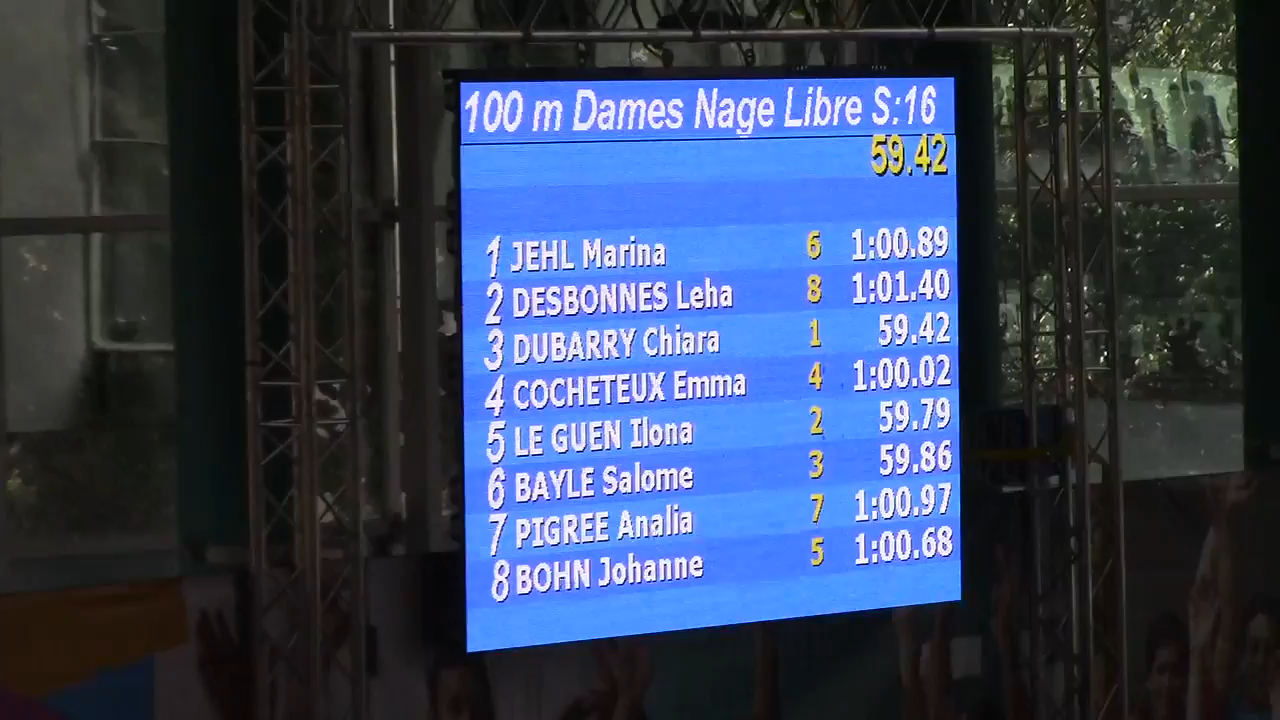 100 m Dames Nage Libre S:16
59.42
1 JEHL Marina 6 1:00.89
2 DESBONNES Leha 8 1:01.40
3 DUBARRY Chiara 1 59.42
4 COCHETEUX Emma 4 1:00.02
5 LE GUEN Ilona 2 59.79
6 BAYLE Salome 3 59.86
7 PIGREE Analia 7 1:00.97
8 BOHN Johanne 5 1:00.68